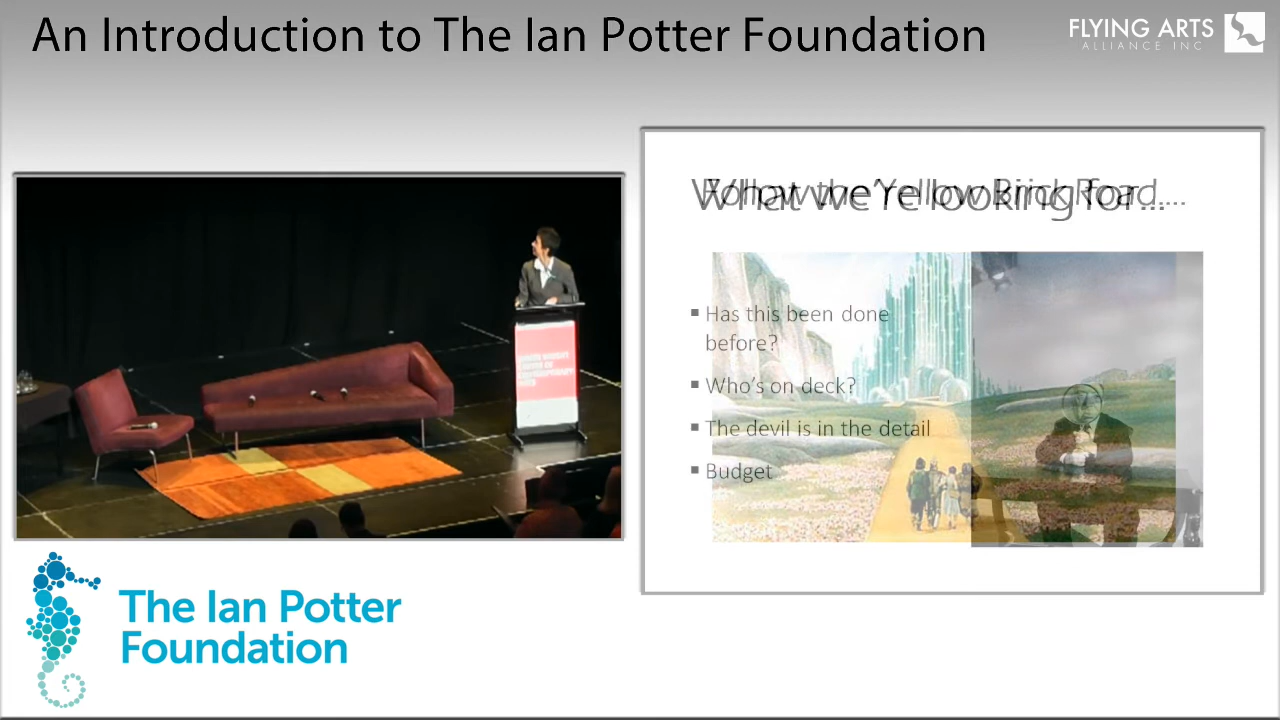 An Introduction to The Ian Potter Foundation
FLYING ARTS
ALLIANCE INC
What we're looking for...
Follow the Yellow Brick Road....
▪ Has this been done
before?
▪ Who's on deck?
▪ The devil is in the detail
▪ Budget
The Ian Potter
Foundation